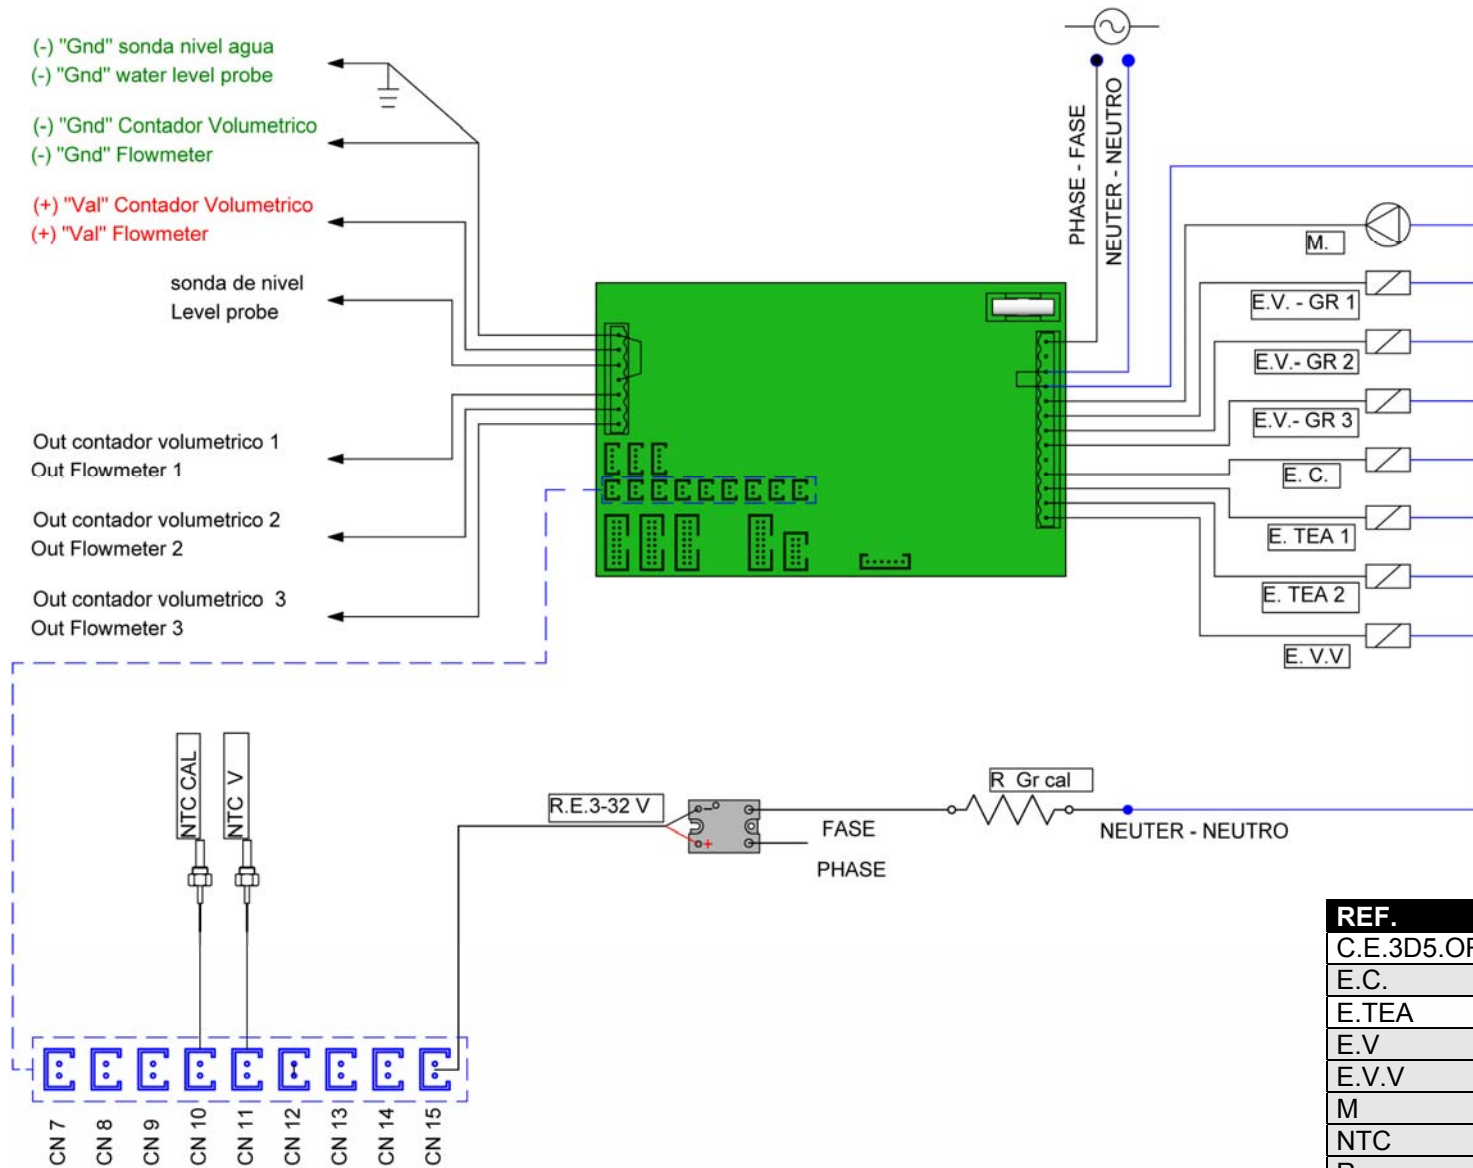 (-) "Gnd" sonda nivel agua
(-) "Gnd" water level probe
(-) "Gnd" Contador Volumetrico
(-) "Gnd" Flowmeter
(+) "Val" Contador Volumetrico
(+) "Val" Flowmeter
sonda de nivel
Level probe
Out contador volumetrico 1
Out Flowmeter 1
Out contador volumetrico 2
Out Flowmeter 2
Out contador volumetrico 3
Out Flowmeter 3
PHASE - FASE
NEUTER - NEUTRO
M.
E.V. - GR 1
E.V.- GR 2
E.V.- GR 3
E. C.
E. TEA 1
E. TEA 2
E. V.V
NTC CAL
NTC V
R.E.3-32 V
FASE
PHASE
R Gr cal
NEUTER - NEUTRO
CN 7
CN 8
CN 9
CN 10
CN 11
CN 12
CN 13
CN 14
CN 15
REF.
E.C.
E.TEA
E.V
E.V.V
M
NTC